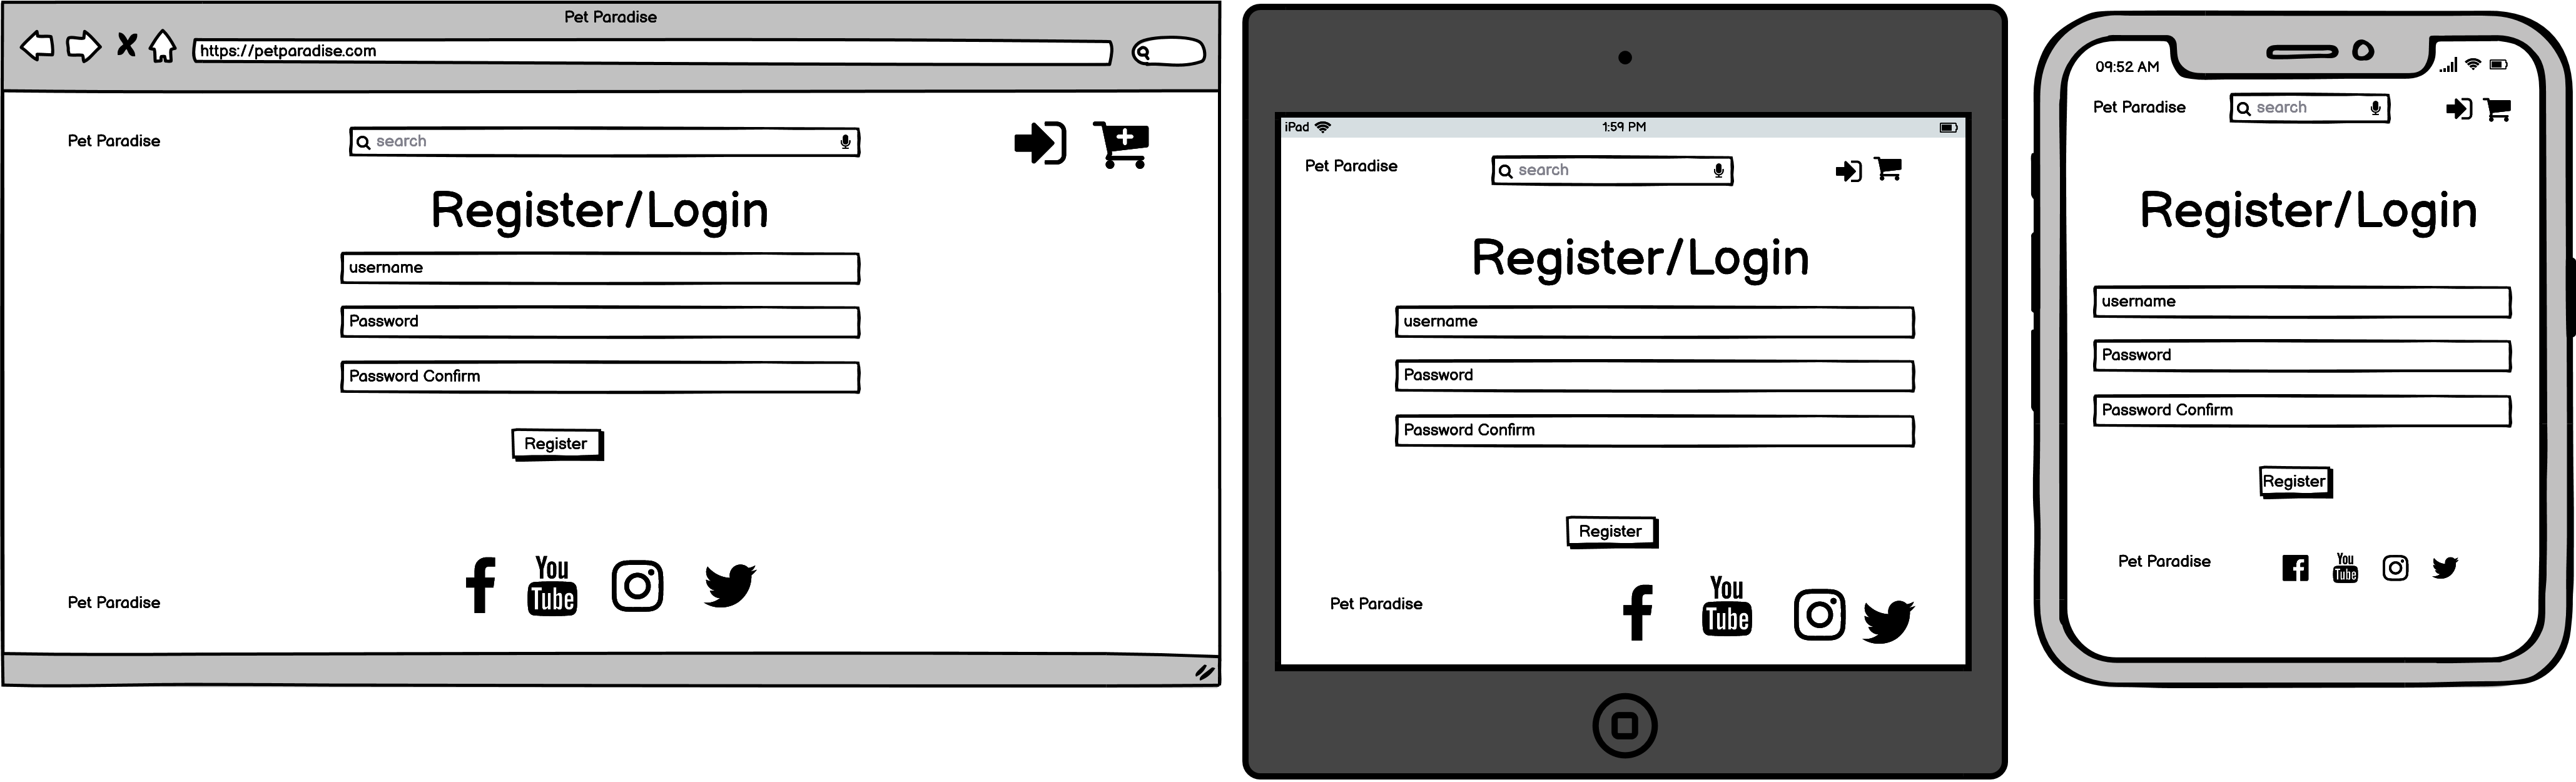 Pet Paradise
https://petparadise.com
Pet Paradise
search
Register/Login
username
Password
Password Confirm
Register
You
Tube
Pet Paradise
iPad
1:59 PM
Pet Paradise
search
Register/Login
username
Password
Password Confirm
Register
You
Tube
Pet Paradise
09:52 AM
Pet Paradise
search
Register/Login
username
Password
Password Confirm
Register
Pet Paradise
You
Tube